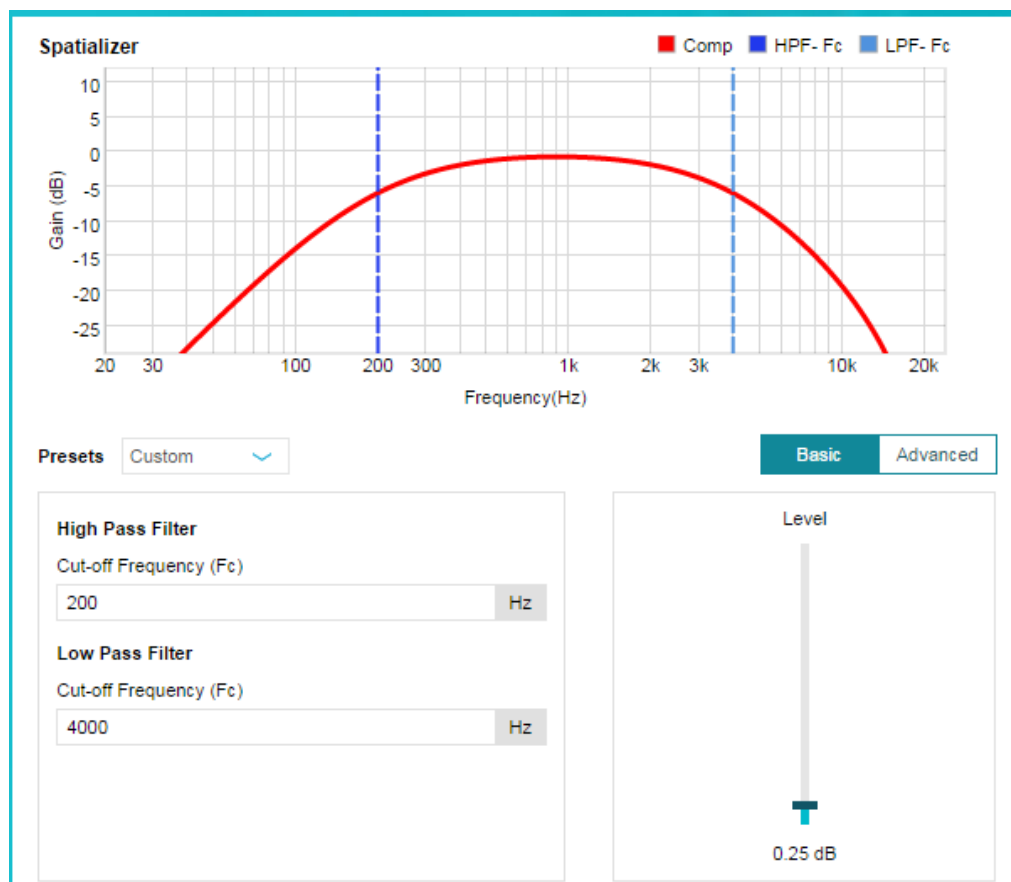 Spatializer
Comp HPF- Fc LPF- Fc
10
5
0
-5
-10
-15
-20
-25
Gain (dB)
20 30 100 200 300 1k 2k 3k 10k 20k
Frequency(Hz)
Presets Custom Basic Advanced
High Pass Filter
Cut-off Frequency (Fc)
200 Hz
Low Pass Filter
Cut-off Frequency (Fc)
4000 Hz
Level
0.25 dB